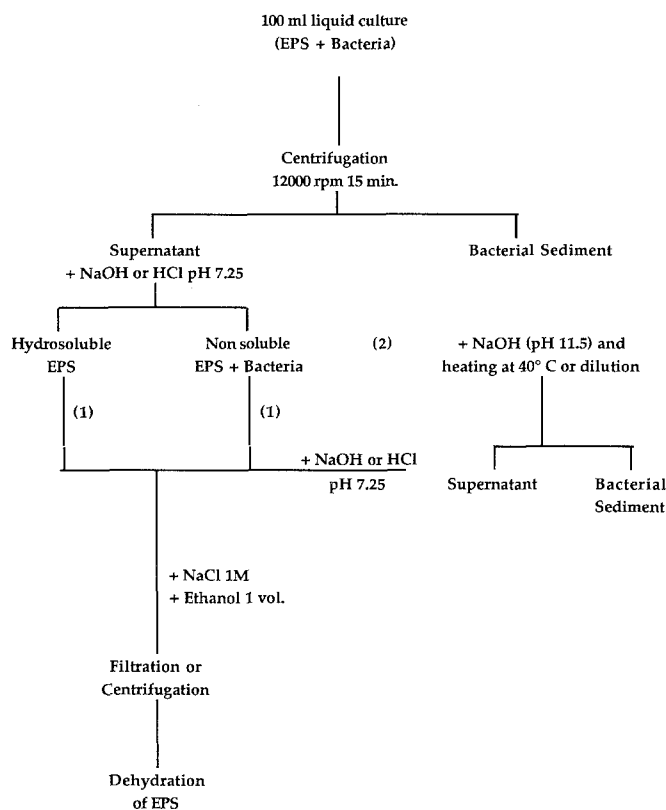 100 ml liquid culture
(EPS + Bacteria)
Centrifugation
12000 rpm 15 min.
Supernatant
+ NaOH or HCl pH 7.25
Bacterial Sediment
Hydrosoluble
EPS
Non soluble
EPS + Bacteria
(2)
+ NaOH (pH 11.5) and
heating at 40° C or dilution
(1)
(1)
+ NaOH or HCl
pH 7.25
Supernatant
Bacterial
Sediment
+ NaCl 1M
+ Ethanol 1 vol.
Filtration or
Centrifugation
Dehydration
of EPS